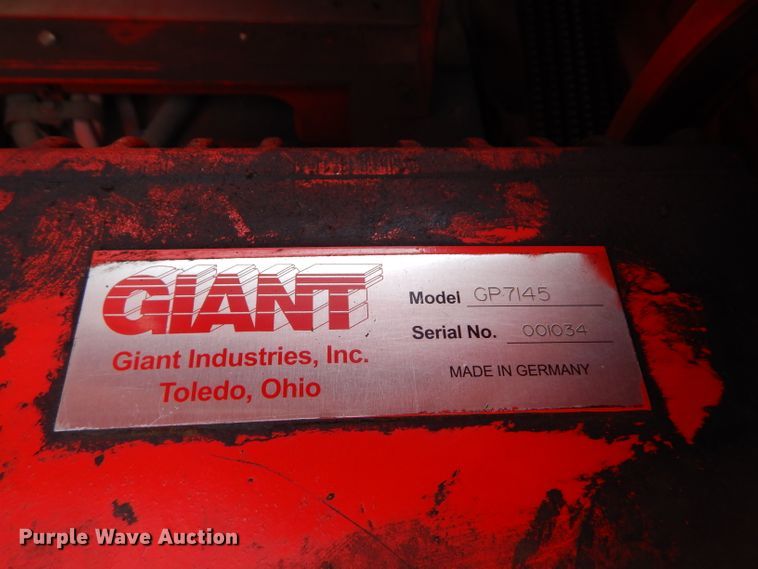 GIANT
Giant Industries, Inc.
Toledo, Ohio
Model GP7145
Serial No. 001034
MADE IN GERMANY
Purple Wave Auction